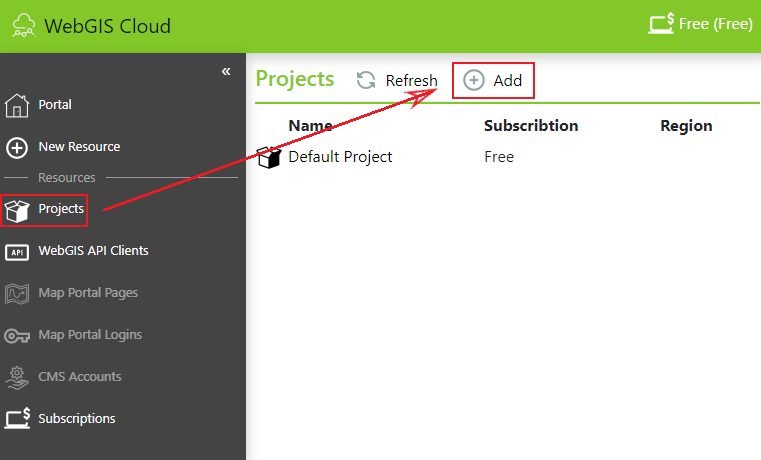 WebGIS Cloud
Free (Free)
«
Portal
New Resource
Resources
Projects
API
WebGIS API Clients
Map Portal Pages
Map Portal Logins
CMS Accounts
$
Subscriptions
Projects Refresh Add
Name Subscribtion Region
Default Project Free